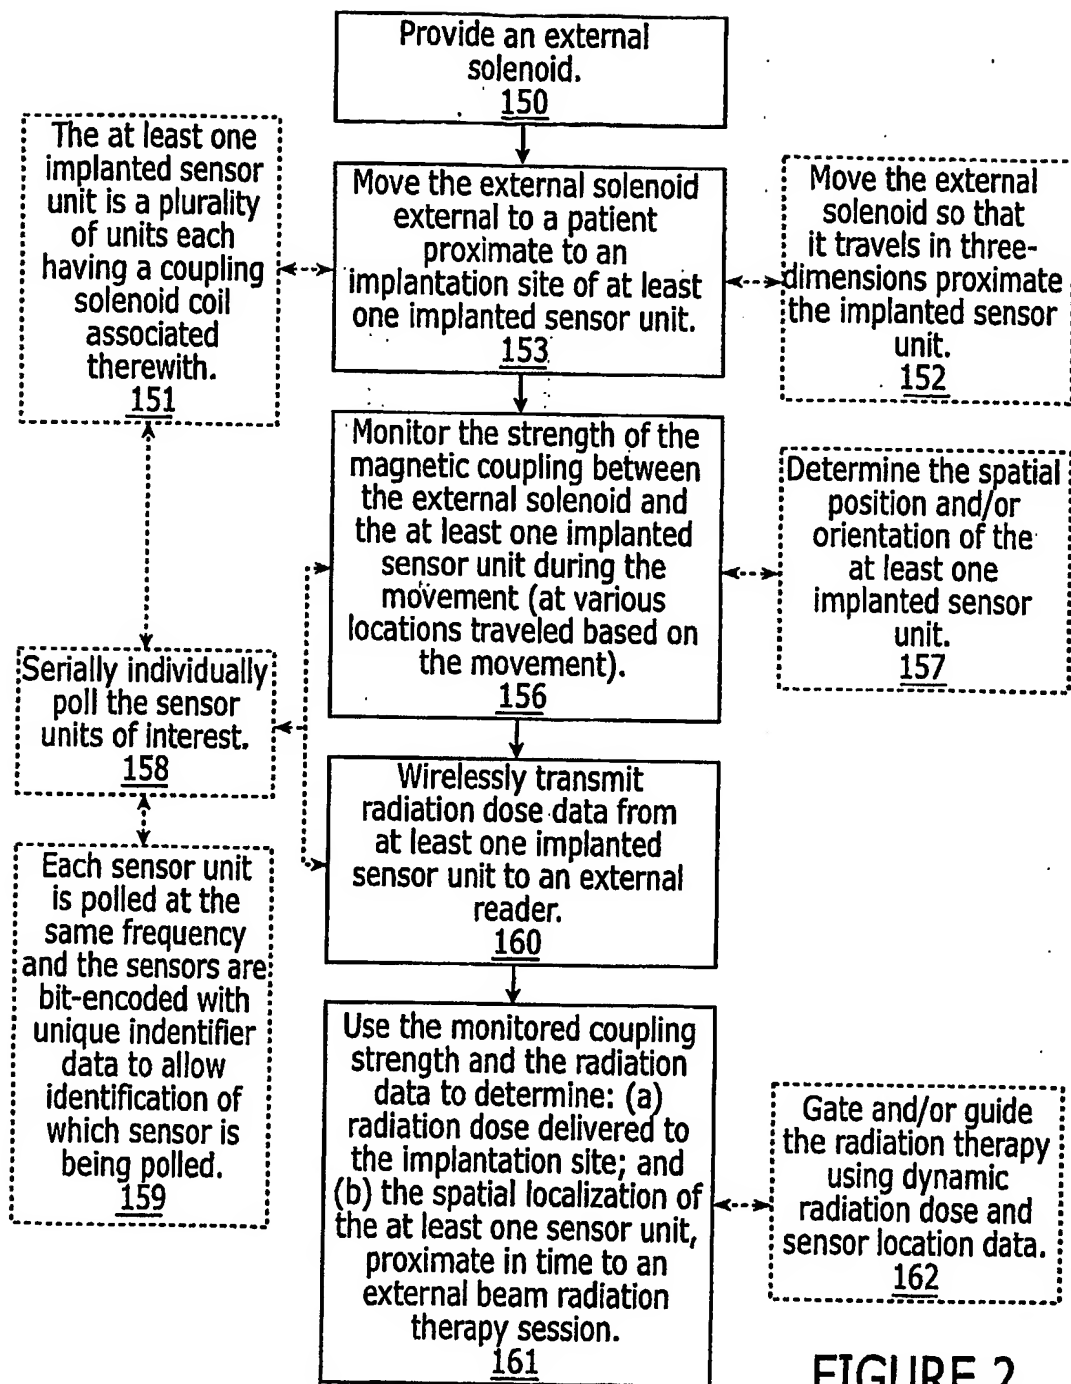 Provide an external
solenoid.
150
The at least one
implanted sensor
unit is a plurality
of units each
having a coupling
solenoid coil
associated
therewith.
151
Move the external solenoid
external to a patient
proximate to an
implantation site of at least
one implanted sensor unit.
153
Move the external
solenoid so that
it travels in three-
dimensions proximate
the implanted sensor
unit.
152
Monitor the strength of the
magnetic coupling between
the external solenoid and
the at least one implanted
sensor unit during the
movement (at various
locations traveled based on
the movement).
156
Determine the spatial
position and/or
orientation of the
at least one
implanted sensor
unit.
157
Serially individually
poll the sensor
units of interest.
158
Wirelessly transmit
radiation dose data from
at least one implanted
sensor unit to an external
reader.
160
Each sensor unit
is polled at the
same frequency
and the sensors are
bit-encoded with
unique indentifier
data to allow
identification of
which sensor is
being polled.
159
Use the monitored coupling
strength and the radiation
data to determine: (a)
radiation dose delivered to
the implantation site; and
(b) the spatial localization of
the at least one sensor unit,
proximate in time to an
external beam radiation
therapy session.
161
Gate and/or guide
the radiation therapy
using dynamic
radiation dose and
sensor location data.
162
FIGURE 2